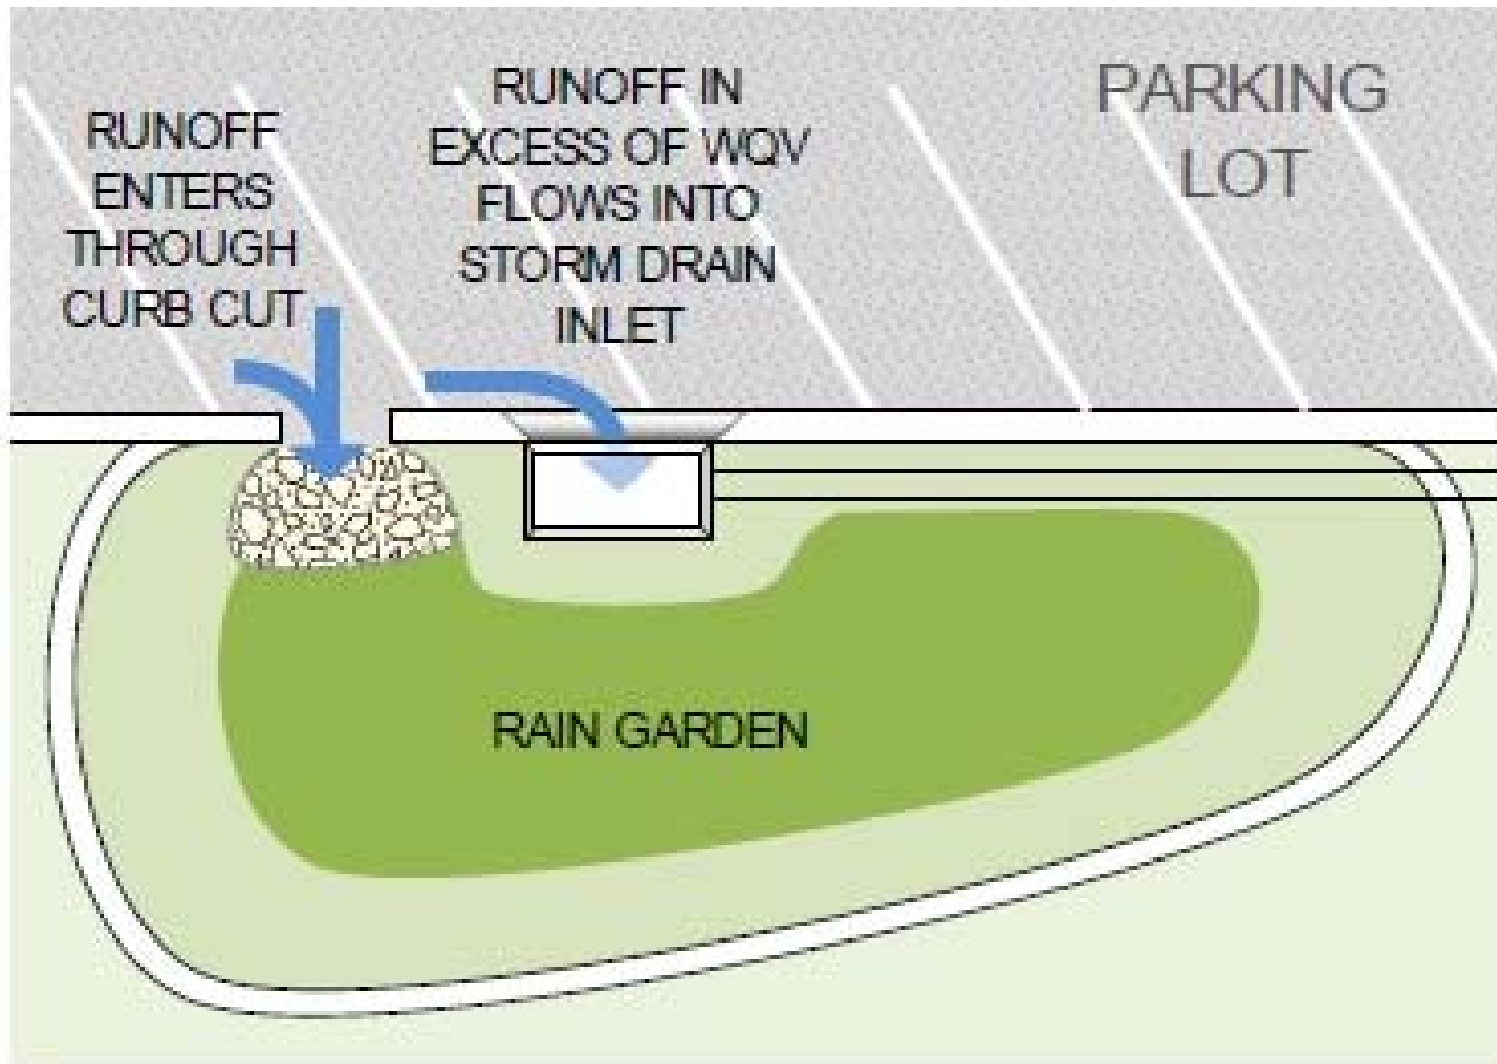 RUNOFF
ENTERS
THROUGH
CURB CUT
RUNOFF IN
EXCESS OF WQV
FLOWS INTO
STORM DRAIN
INLET
PARKING
LOT
RAIN GARDEN